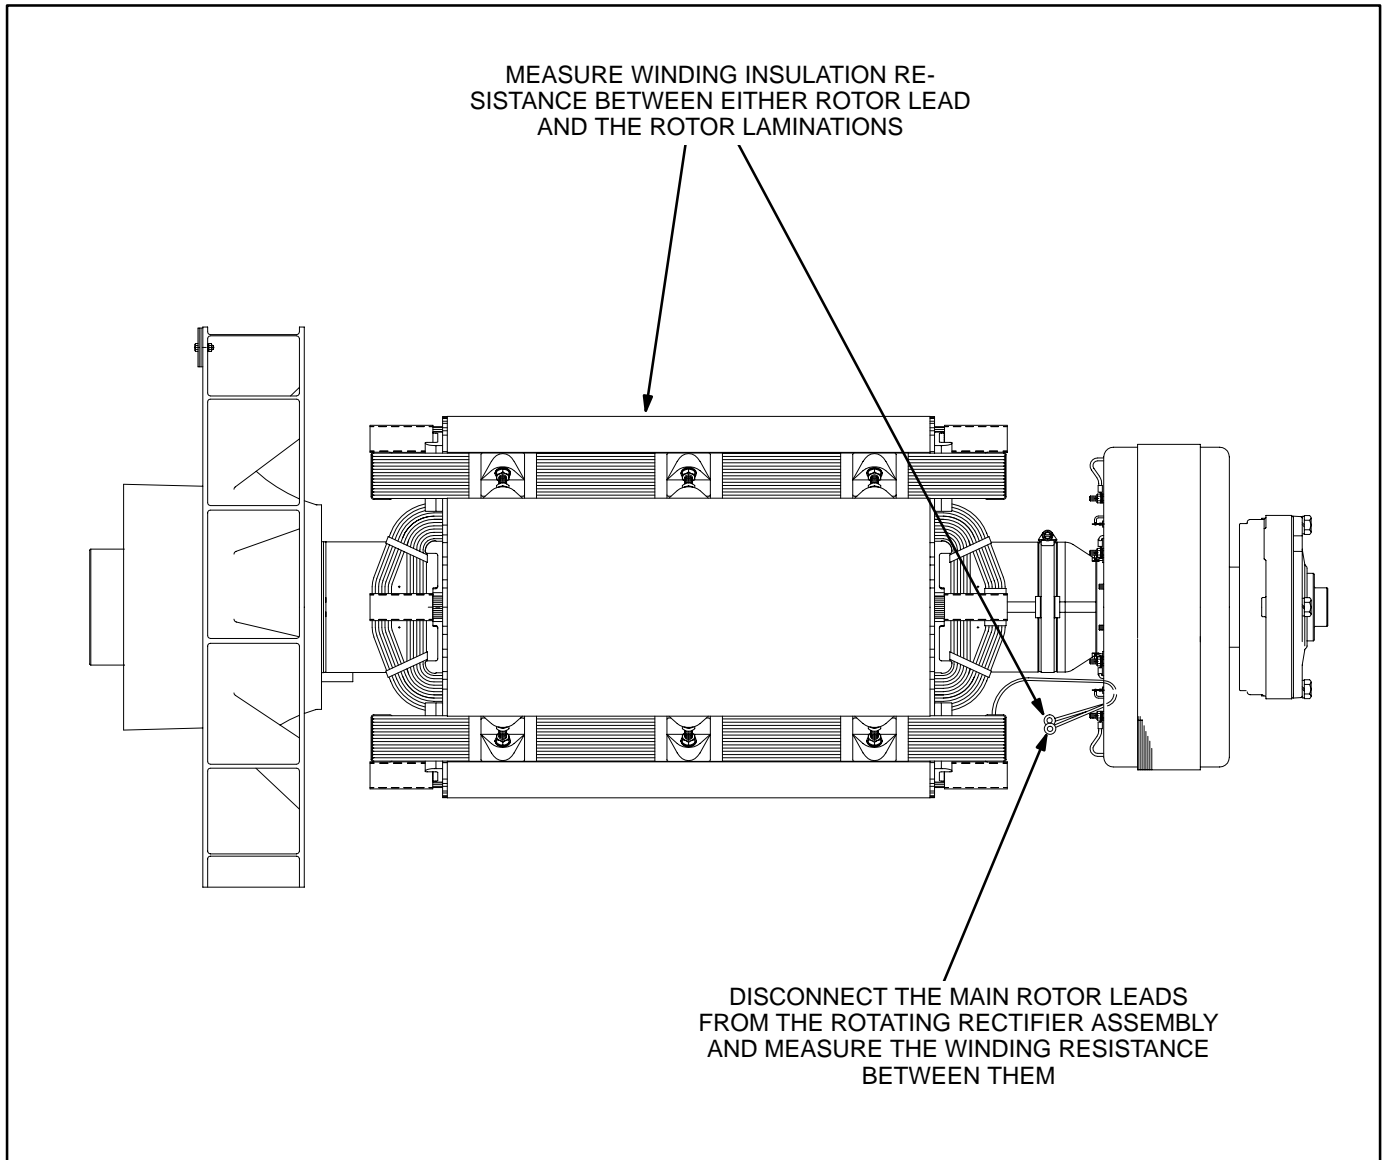 MEASURE WINDING INSULATION RE-
SISTANCE BETWEEN EITHER ROTOR LEAD
AND THE ROTOR LAMINATIONS
DISCONNECT THE MAIN ROTOR LEADS
FROM THE ROTATING RECTIFIER ASSEMBLY
AND MEASURE THE WINDING RESISTANCE
BETWEEN THEM